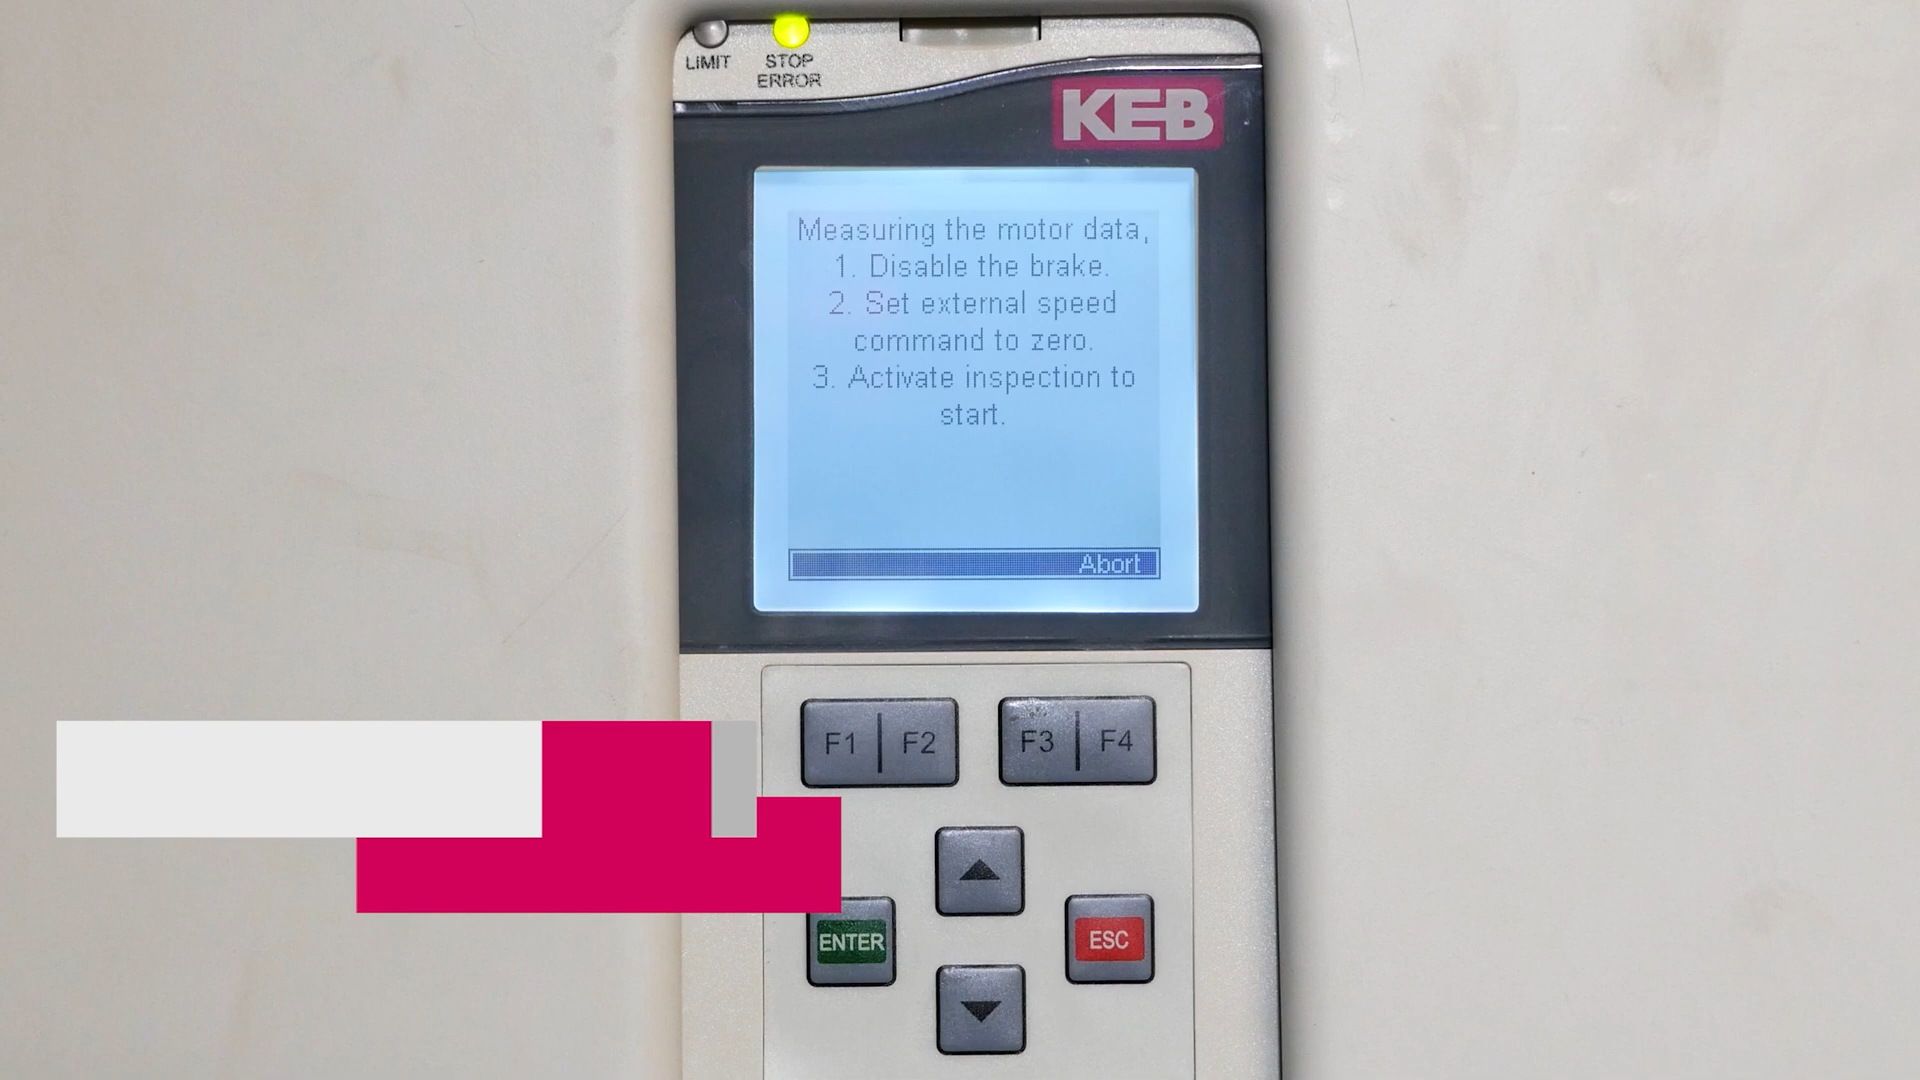 LIMIT
STOP
ERROR
KEB
Measuring the motor data,
1. Disable the brake.
2. Set external speed
command to zero.
3. Activate inspection to
start.
Abort
F1 F2 F3 F4
ENTER ESC